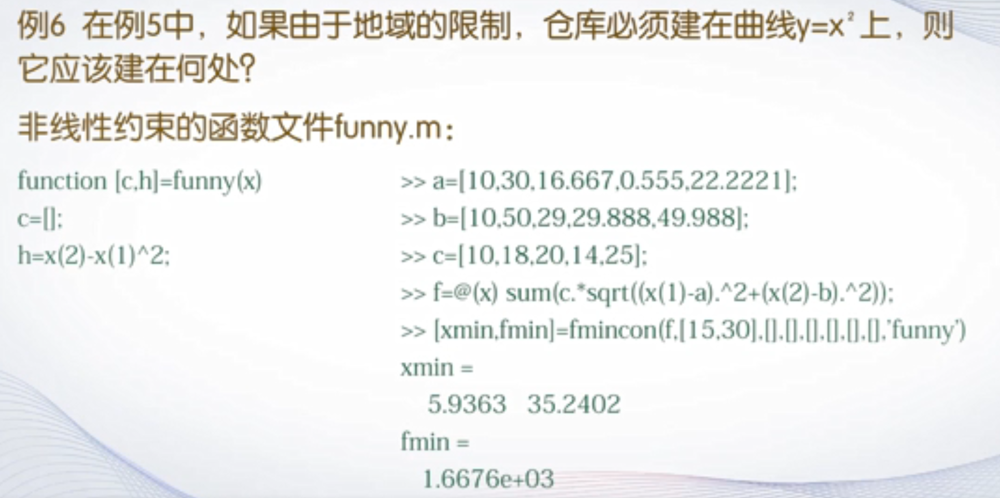 例6 在例5中，如果由于地域的限制，仓库必须建在曲线y=x²上，则
它应该建在何处？
非线性约束的函数文件funny.m：
function [c,h]=funny(x)
c=[];
h=x(2)-x(1)^2;
>> a=[10,30,16.667,0.555,22.2221];
>> b=[10,50,29,29.888,49.988];
>> c=[10,18,20,14,25];
>> f=@(x) sum(c.*sqrt((x(1)-a).^2+(x(2)-b).^2));
>> [xmin,fmin]=fmincon(f,[15,30],[],[],[],[],[],[],'funny')
xmin =
5.9363 35.2402
fmin =
1.6676e+03